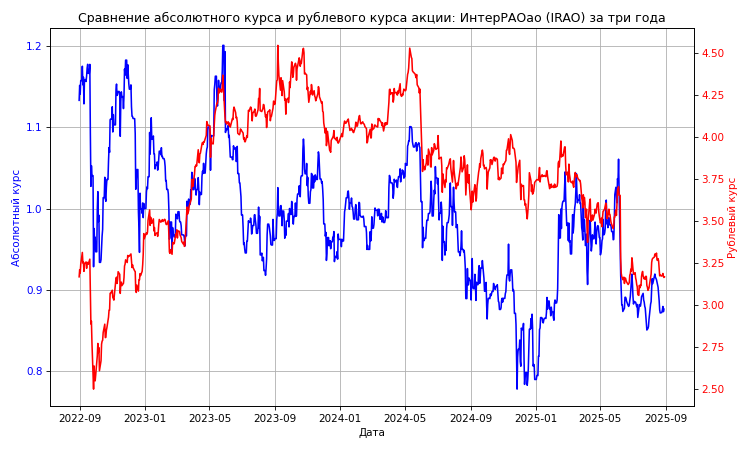 Сравнение абсолютного курса и рублевого курса акции: ИнтерРАОао (IRAO) за три года
1.2
1.1
1.0
0.9
0.8
Абсолютный курс
4.50
4.25
4.00
3.75
3.50
3.25
3.00
2.75
2.50
Рублевый курс
2022-09 2023-01 2023-05 2023-09 2024-01 2024-05 2024-09 2025-01 2025-05 2025-09
Дата